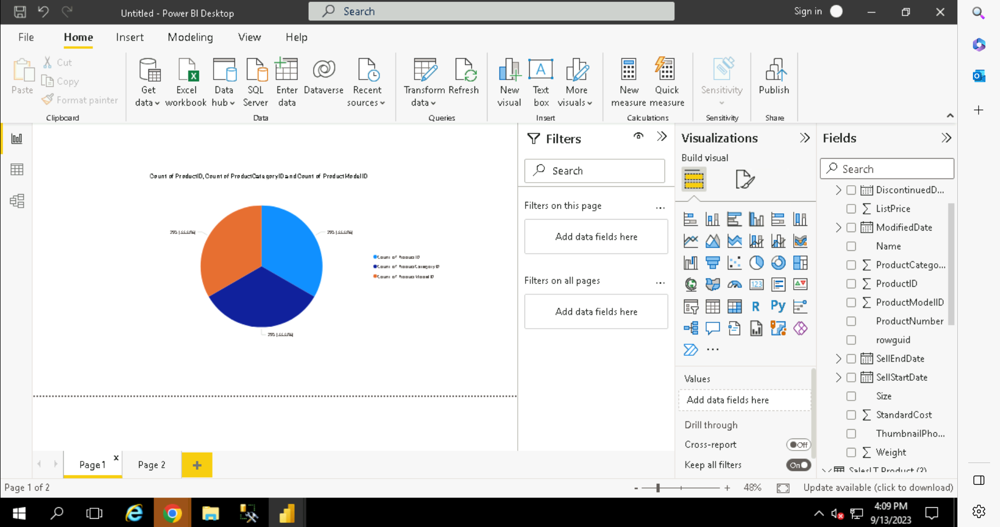 Untitled - Power BI Desktop
Search
Sign in
File
Home
Insert
Modeling
View
Help
Paste
Cut
Copy
Format painter
Clipboard
Get data
Excel workbook
Data hub
SQL Server
Enter data
Dataverse
Recent sources
Data
Transform data
Refresh
Queries
New visual
Text box
More visuals
Insert
New measure
Quick measure
Calculations
Sensitivity
Sensitivity
Publish
Share
Count of ProductID, Count of ProductCategoryID and Count of ProductModelID
Count of ProductID
Count of ProductCategoryID
Count of ProductModelID
Filters
Search
Filters on this page
...
Add data fields here
Filters on all pages
...
Add data fields here
Visualizations
Build visual
123
R
Py
...
Values
Add data fields here
Drill through
Cross-report
Off
Keep all filters
On
Fields
Search
DiscontinuedD...
ListPrice
ModifiedDate
Name
ProductCatego...
ProductID
ProductModelID
ProductNumber
rowguid
SellEndDate
SellStartDate
Size
StandardCost
ThumbnailPho...
Weight
SalesLT Product (2)
Page 1
x
Page 2
+
Page 1 of 2
- +
48%
Update available (click to download)
4:09 PM
9/13/2023